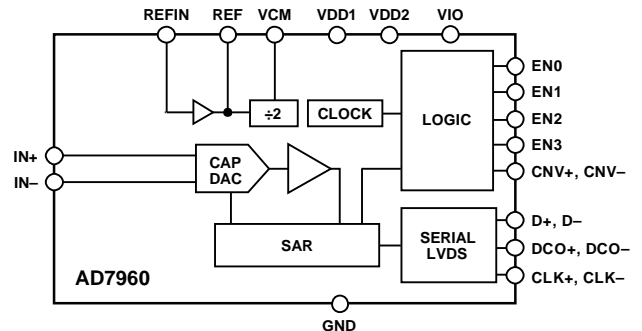 REFIN REF VCM VDD1 VDD2 VIO
÷2
CLOCK
LOGIC
EN0
EN1
EN2
EN3
CNV+, CNV–
IN+
IN–
CAP
DAC
SAR
SERIAL
LVDS
D+, D–
DCO+, DCO–
CLK+, CLK–
AD7960
GND